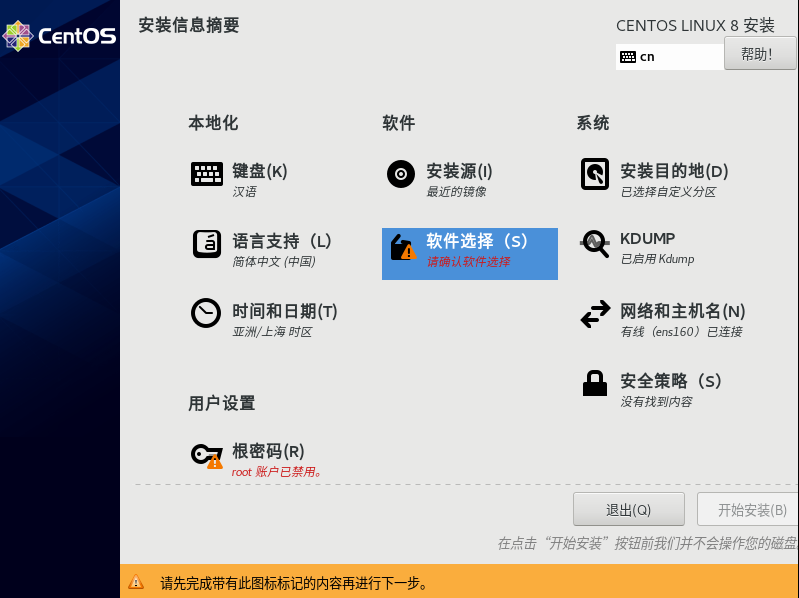 CentOS
安装信息摘要
CENTOS LINUX 8 安装
cn
帮助！
本地化
键盘(K)
汉语
语言支持（L）
简体中文 (中国)
时间和日期(T)
亚洲/上海 时区
用户设置
根密码(R)
root 账户已禁用。
软件
安装源(I)
最近的镜像
软件选择（S）
请确认软件选择
系统
安装目的地(D)
已选择自定义分区
KDUMP
已启用 Kdump
网络和主机名(N)
有线（ens160）已连接
安全策略（S）
没有找到内容
退出(Q)
开始安装(B)
在点击“开始安装”按钮前我们并不会操作您的磁盘
请先完成带有此图标标记的内容再进行下一步。